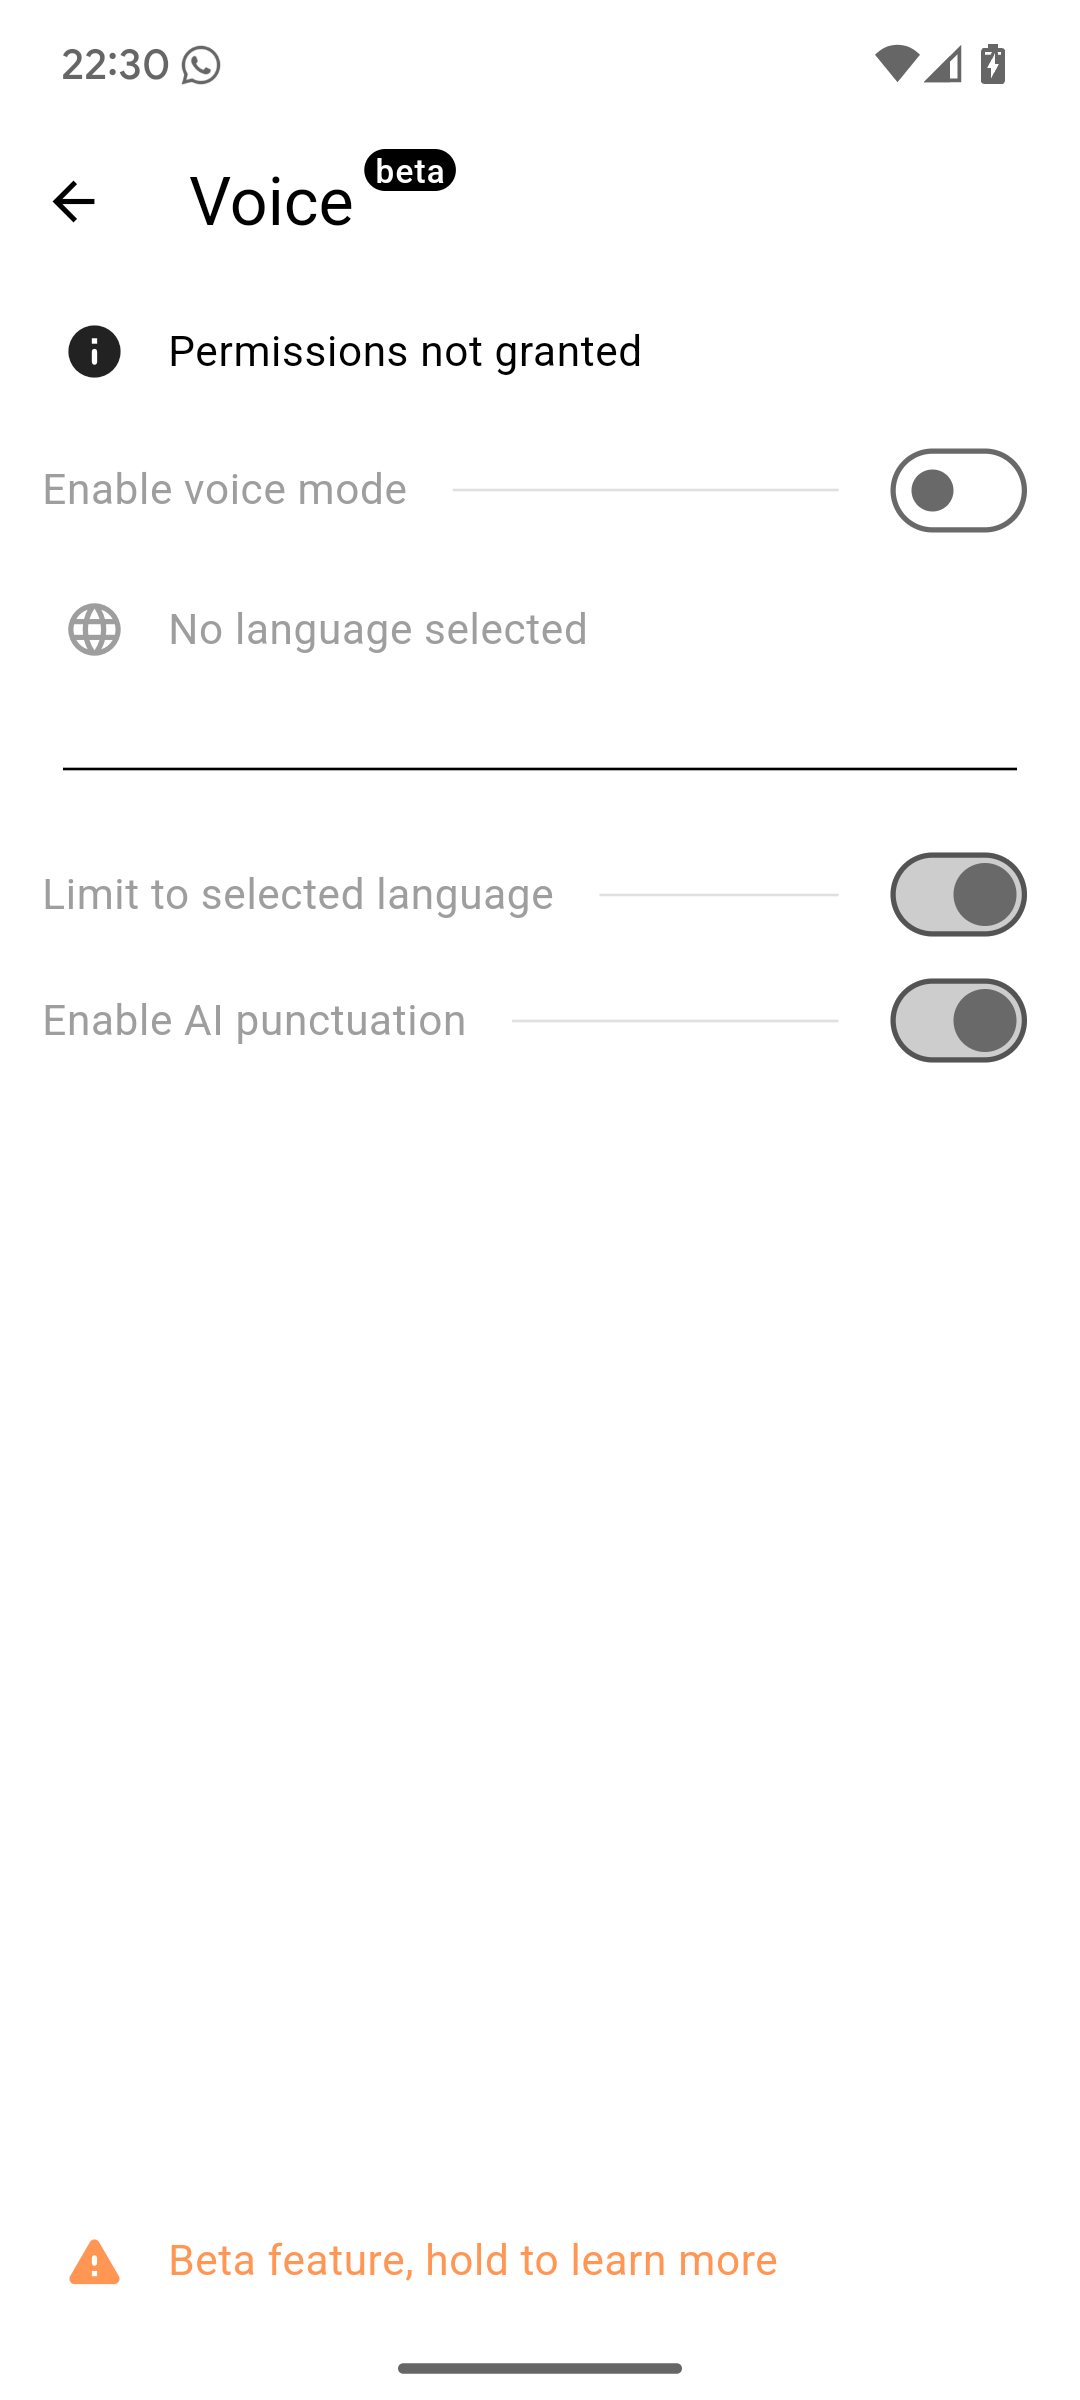 22:30
Voice beta
Permissions not granted
Enable voice mode
No language selected
Limit to selected language
Enable AI punctuation
Beta feature, hold to learn more